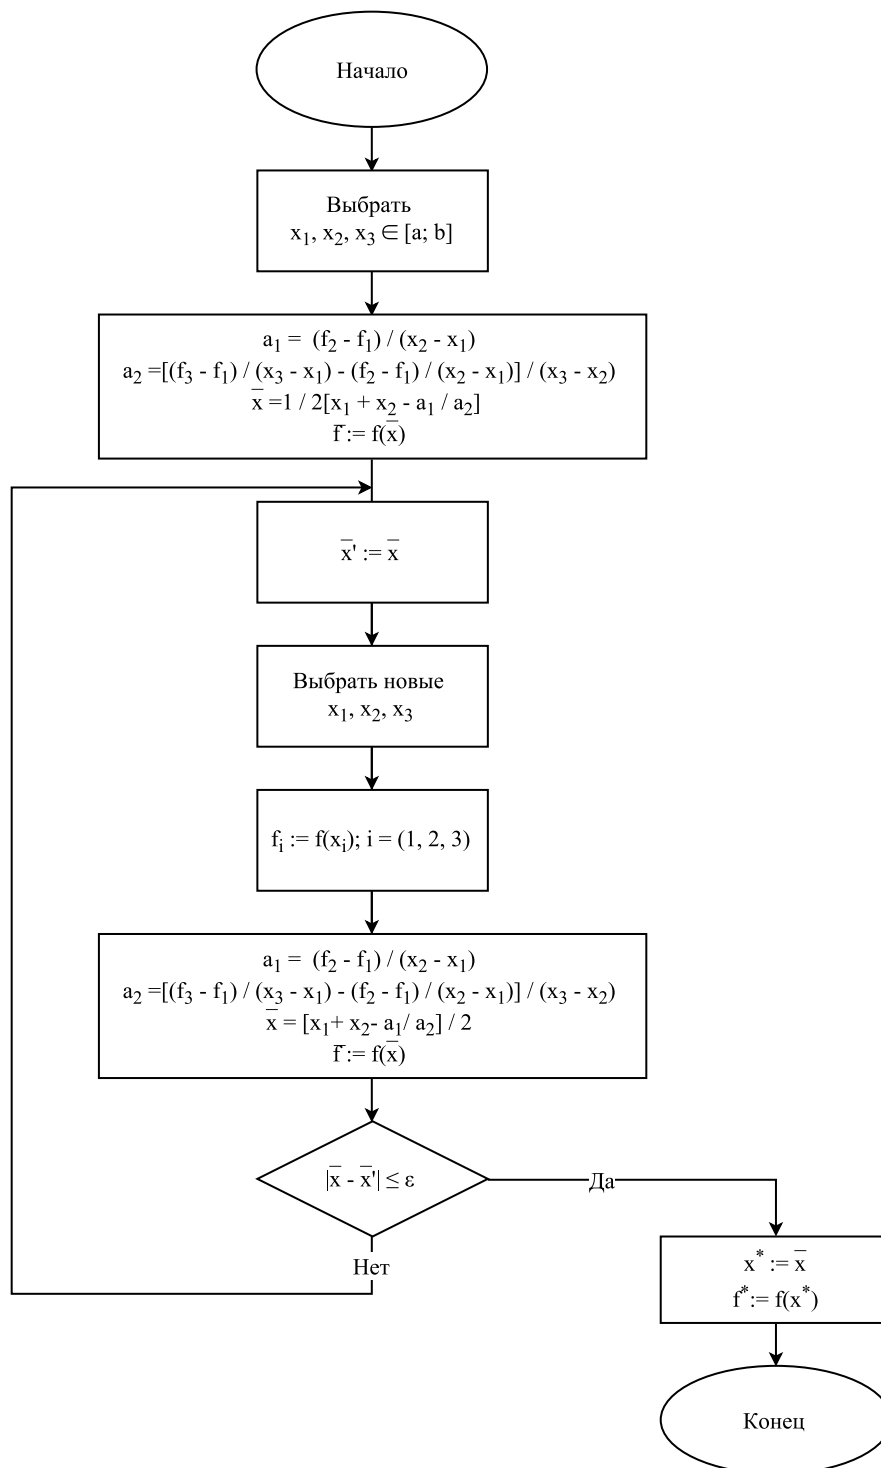 Начало
Выбрать
x₁, x₂, x₃ ∈ [a; b]
a₁ = (f₂ - f₁) / (x₂ - x₁)
a₂ =[(f₃ - f₁) / (x₃ - x₁) - (f₂ - f₁) / (x₂ - x₁)] / (x₃ - x₂)
x̅ =1 / 2[x₁ + x₂ - a₁ / a₂]
f̅ := f(x̅)
x̅' := x̅
Выбрать новые
x₁, x₂, x₃
fᵢ := f(xᵢ); i = (1, 2, 3)
a₁ = (f₂ - f₁) / (x₂ - x₁)
a₂ =[(f₃ - f₁) / (x₃ - x₁) - (f₂ - f₁) / (x₂ - x₁)] / (x₃ - x₂)
x̅ = [x₁+ x₂- a₁/ a₂] / 2
f̅ := f(x̅)
|x̅ - x̅'| ≤ ε
Да
Нет
x* := x̅
f*:= f(x*)
Конец